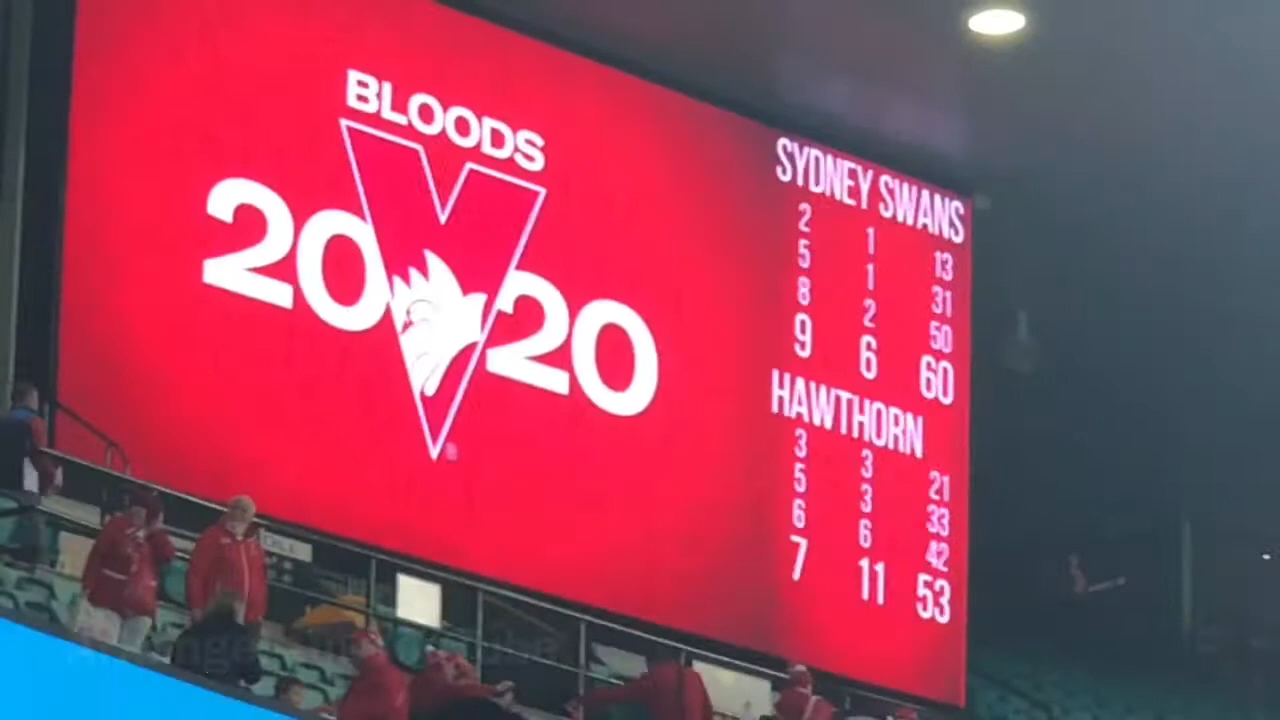 BLOODS
20 V 20
SYDNEY SWANS
2 1 13
5 1 31
8 2 50
9 6 60
HAWTHORN
3 3 21
5 3 33
6 6 42
7 11 53